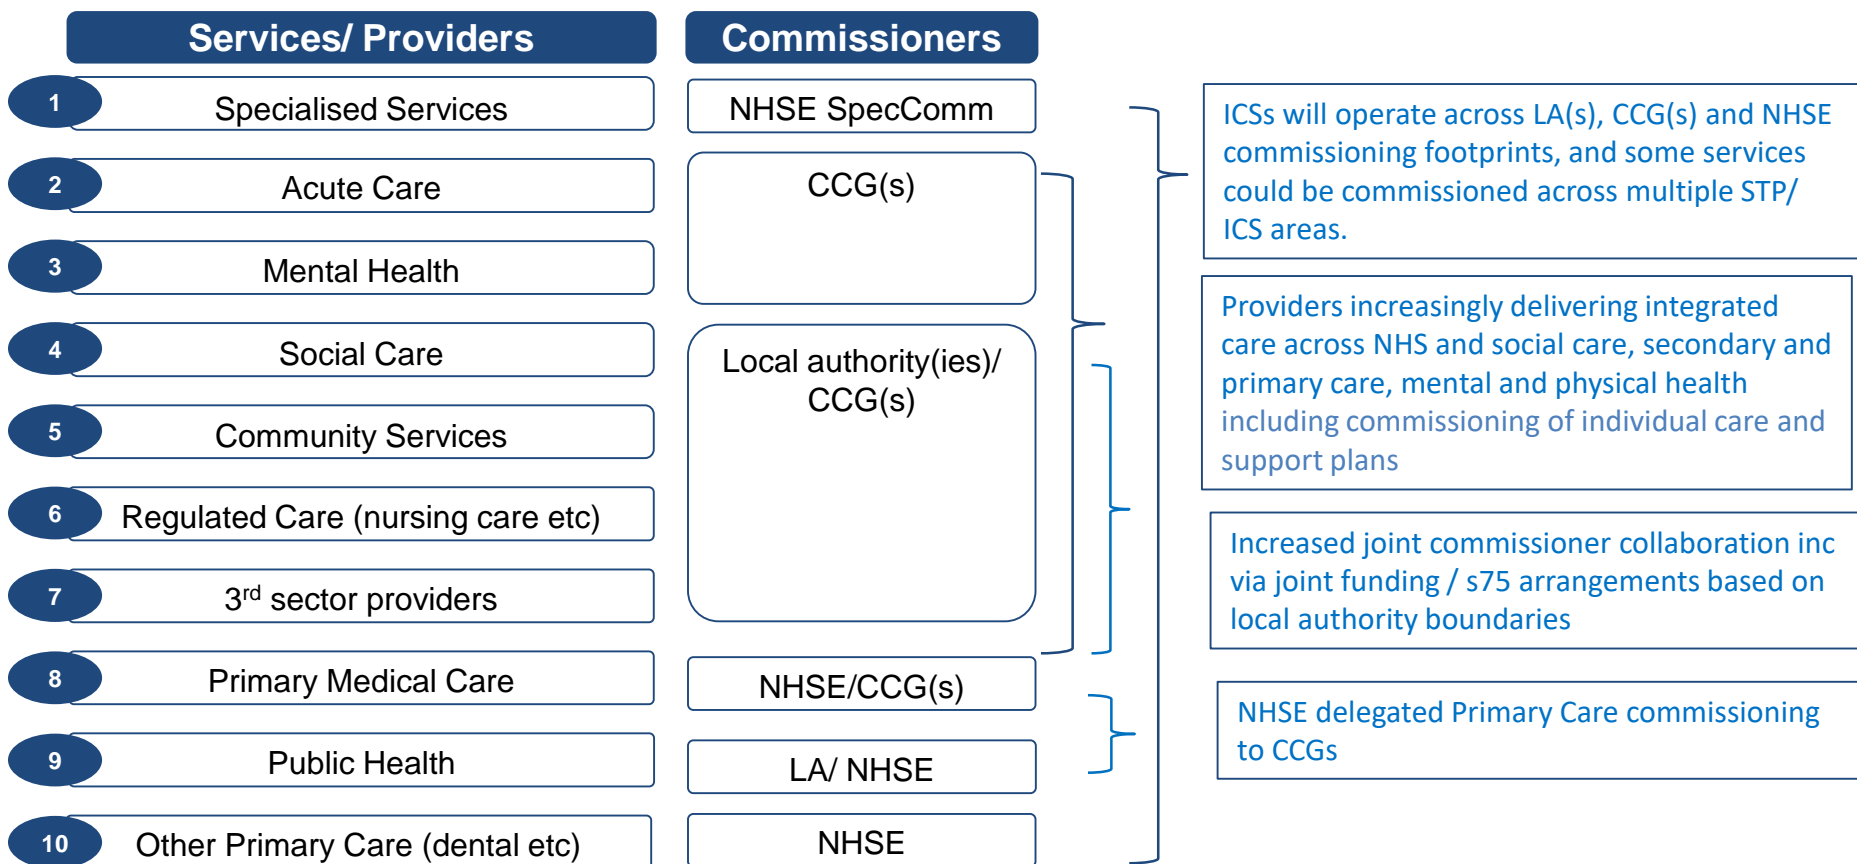 Services/ Providers
Commissioners
1
Specialised Services
NHSE SpecComm
2
Acute Care
CCG(s)
3
Mental Health
4
Social Care
Local authority(ies)/
CCG(s)
5
Community Services
6
Regulated Care (nursing care etc)
7
3rd sector providers
8
Primary Medical Care
NHSE/CCG(s)
9
Public Health
LA/ NHSE
10
Other Primary Care (dental etc)
NHSE
ICSs will operate across LA(s), CCG(s) and NHSE
commissioning footprints, and some services
could be commissioned across multiple STP/
ICS areas.
Providers increasingly delivering integrated
care across NHS and social care, secondary and
primary care, mental and physical health
including commissioning of individual care and
support plans
Increased joint commissioner collaboration inc
via joint funding / s75 arrangements based on
local authority boundaries
NHSE delegated Primary Care commissioning
to CCGs